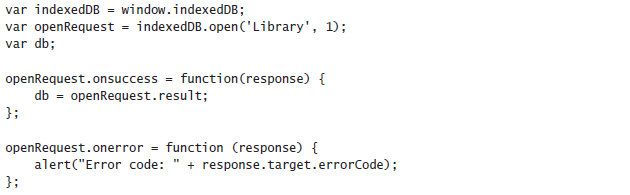 var indexedDB = window.indexedDB;
var openRequest = indexedDB.open('Library', 1);
var db;

openRequest.onsuccess = function(response) {
    db = openRequest.result;
};

openRequest.onerror = function (response) {
    alert("Error code: " + response.target.errorCode);
};